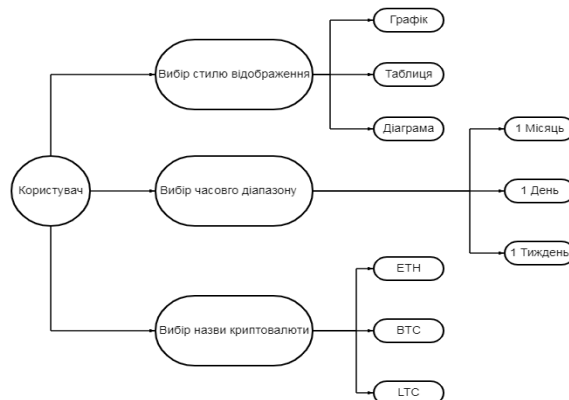 Графік
Вибір стилю відображення
Таблиця
Діаграма
1 Місяць
Користувач
Вибір часовго діапазону
1 День
1 Тиждень
ETH
Вибір назви криптовалюти
BTC
LTC